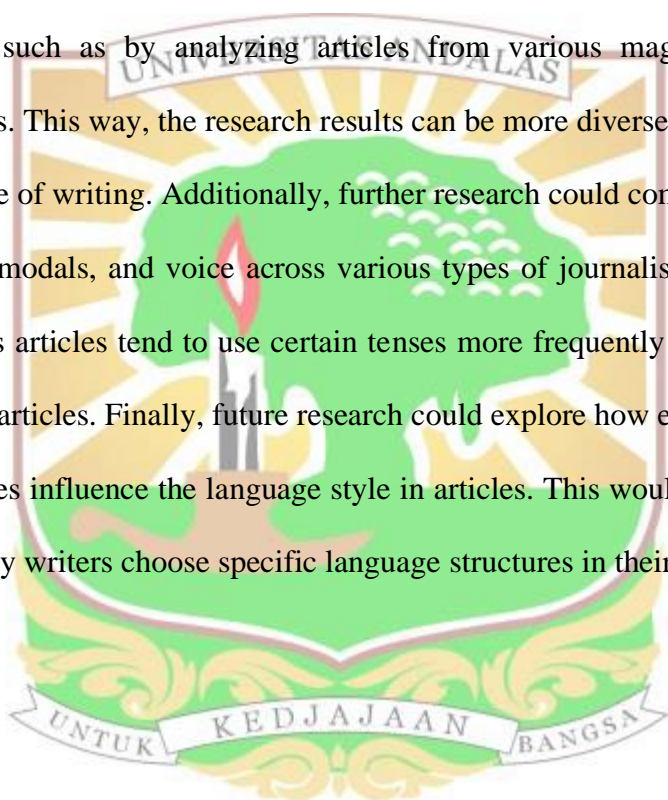 such as by analyzing articles from various mag
UNIVERSITAS ANDALAS
s. This way, the research results can be more diverse
e of writing. Additionally, further research could con
modals, and voice across various types of journalis
s articles tend to use certain tenses more frequently
articles. Finally, future research could explore how e
es influence the language style in articles. This woul
y writers choose specific language structures in their
UNTUK KEDJAJAAN BANGSA